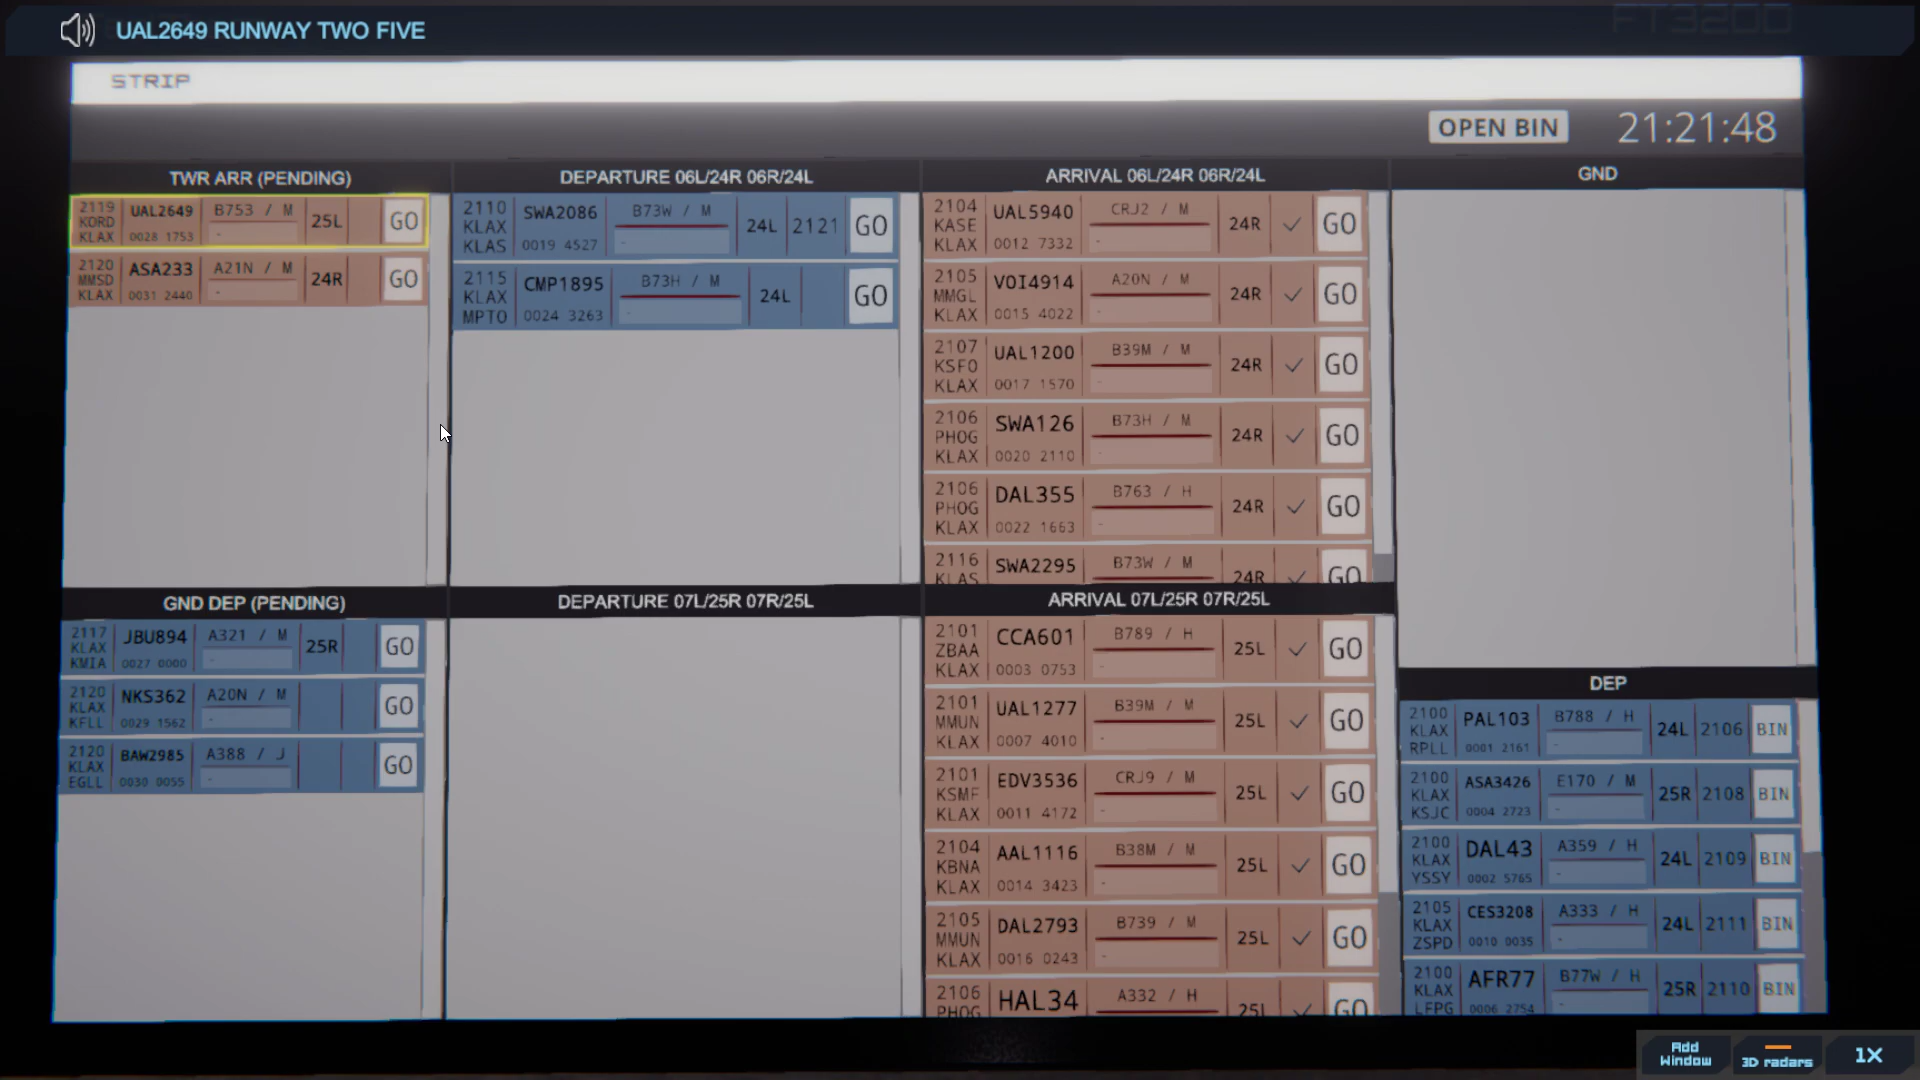 UAL2649 RUNWAY TWO FIVE
FT3200
STRIP
OPEN BIN
21:21:48
TWR ARR (PENDING)
2119 UAL2649 B753 / M 25L GO
KORD
KLAX 0028 1753 -
2120 ASA233 A21N / M 24R GO
MMSD
KLAX 0031 2440 -
GND DEP (PENDING)
2117 JBU894 A321 / M 25R GO
KLAX
KMIA 0027 0000 -
2120 NKS362 A20N / M GO
KLAX
KFLL 0029 1562 -
2120 BAW2985 A388 / J GO
KLAX
EGLL 0030 0055 -
DEPARTURE 06L/24R 06R/24L
2110 SWA2086 B73W / M 24L 2121 GO
KLAX
KLAS 0019 4527 -
2115 CMP1895 B73H / M 24L GO
KLAX
MPTO 0024 3263 -
DEPARTURE 07L/25R 07R/25L
ARRIVAL 06L/24R 06R/24L
2104 UAL5940 CRJ2 / M 24R ✓ GO
KASE
KLAX 0012 7332 -
2105 VOI4914 A20N / M 24R ✓ GO
MMGL
KLAX 0015 4022 -
2107 UAL1200 B39M / M 24R ✓ GO
KSFO
KLAX 0017 1570 -
2106 SWA126 B73H / M 24R ✓ GO
PHOG
KLAX 0020 2110 -
2106 DAL355 B763 / H 24R ✓ GO
PHOG
KLAX 0022 1663 -
2116 SWA2295 B73W / M 24R ✓ GO
KLAS
ARRIVAL 07L/25R 07R/25L
2101 CCA601 B789 / H 25L ✓ GO
ZBAA
KLAX 0003 0753 -
2101 UAL1277 B39M / M 25L ✓ GO
MMUN
KLAX 0007 4010 -
2101 EDV3536 CRJ9 / M 25L ✓ GO
KSMF
KLAX 0011 4172 -
2104 AAL1116 B38M / M 25L ✓ GO
KBNA
KLAX 0014 3423 -
2105 DAL2793 B739 / M 25L ✓ GO
MMUN
KLAX 0016 0243 -
2106 HAL34 A332 / H 25L ✓ GO
PHOG
GND
DEP
2100 PAL103 B788 / H 24L 2106 BIN
KLAX
RPLL 0001 2161 -
2100 ASA3426 E170 / M 25R 2108 BIN
KLAX
KSJC 0004 2723 -
2100 DAL43 A359 / H 24L 2109 BIN
KLAX
YSSY 0002 5765 -
2105 CES3208 A333 / H 24L 2111 BIN
KLAX
ZSPD 0010 0035 -
2100 AFR77 B77W / H 25R 2110 BIN
KLAX
LFPG 0006 2754 -
Add Window
3D radars
1X